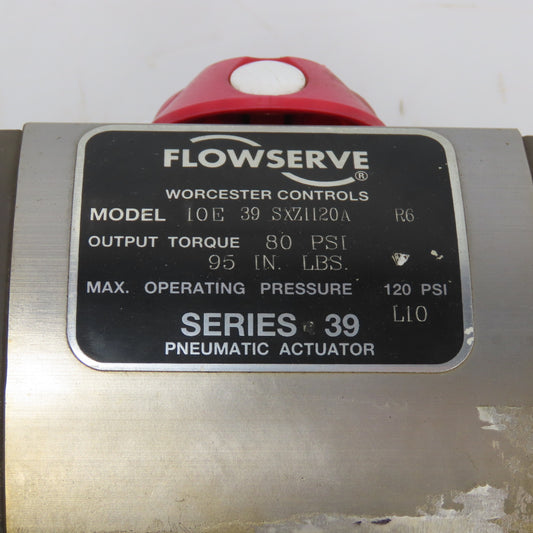 FLOWSERVE ®
WORCESTER CONTROLS
MODEL 10E 39 SXZ1120A R6
OUTPUT TORQUE 80 PSI
95 IN. LBS.
MAX. OPERATING PRESSURE 120 PSI
L10
SERIES 39
PNEUMATIC ACTUATOR